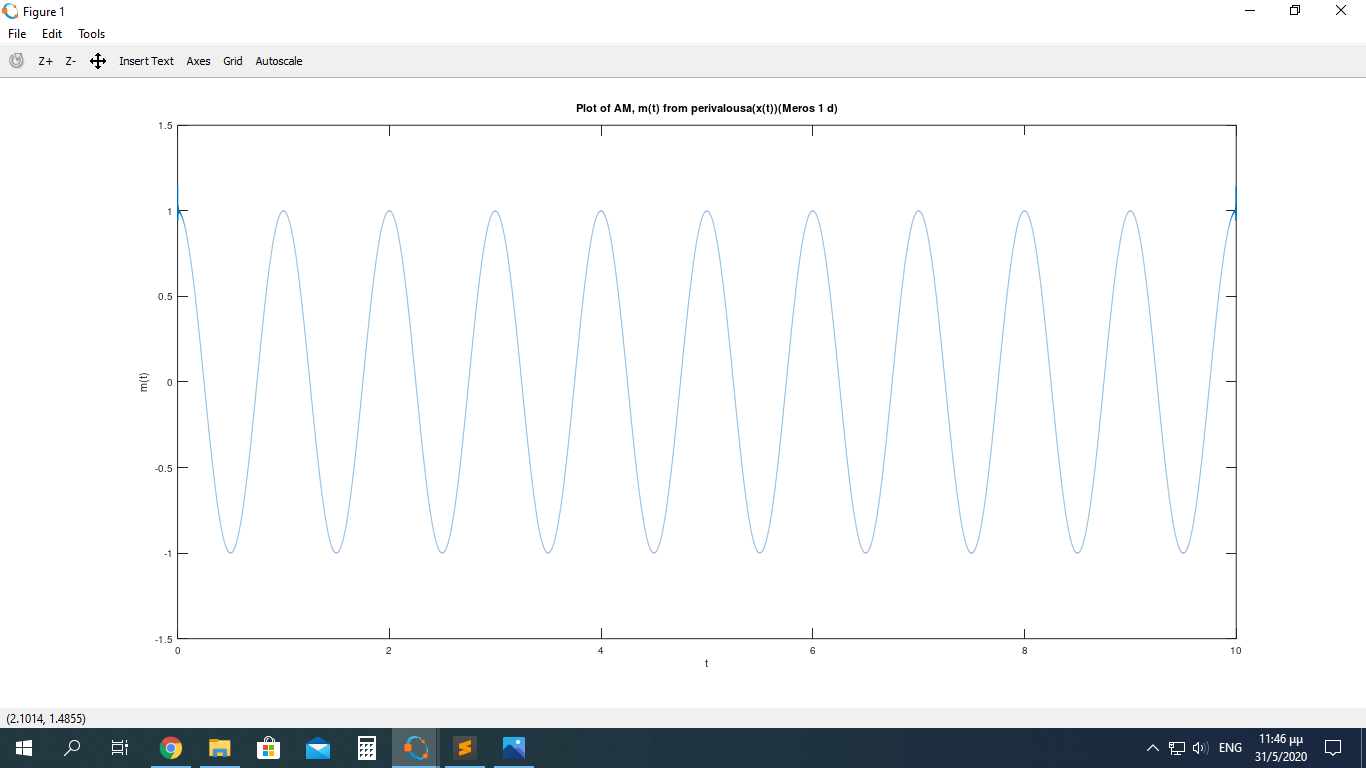 Figure 1
File Edit Tools
Z+ Z- Insert Text Axes Grid Autoscale
Plot of AM, m(t) from perivalousa(x(t))(Meros 1 d)
1.5
1
0.5
0
-0.5
-1
-1.5
m(t)
0 2 4 6 8 10
t
(2.1014, 1.4855)
ENG
11:46 μμ
31/5/2020